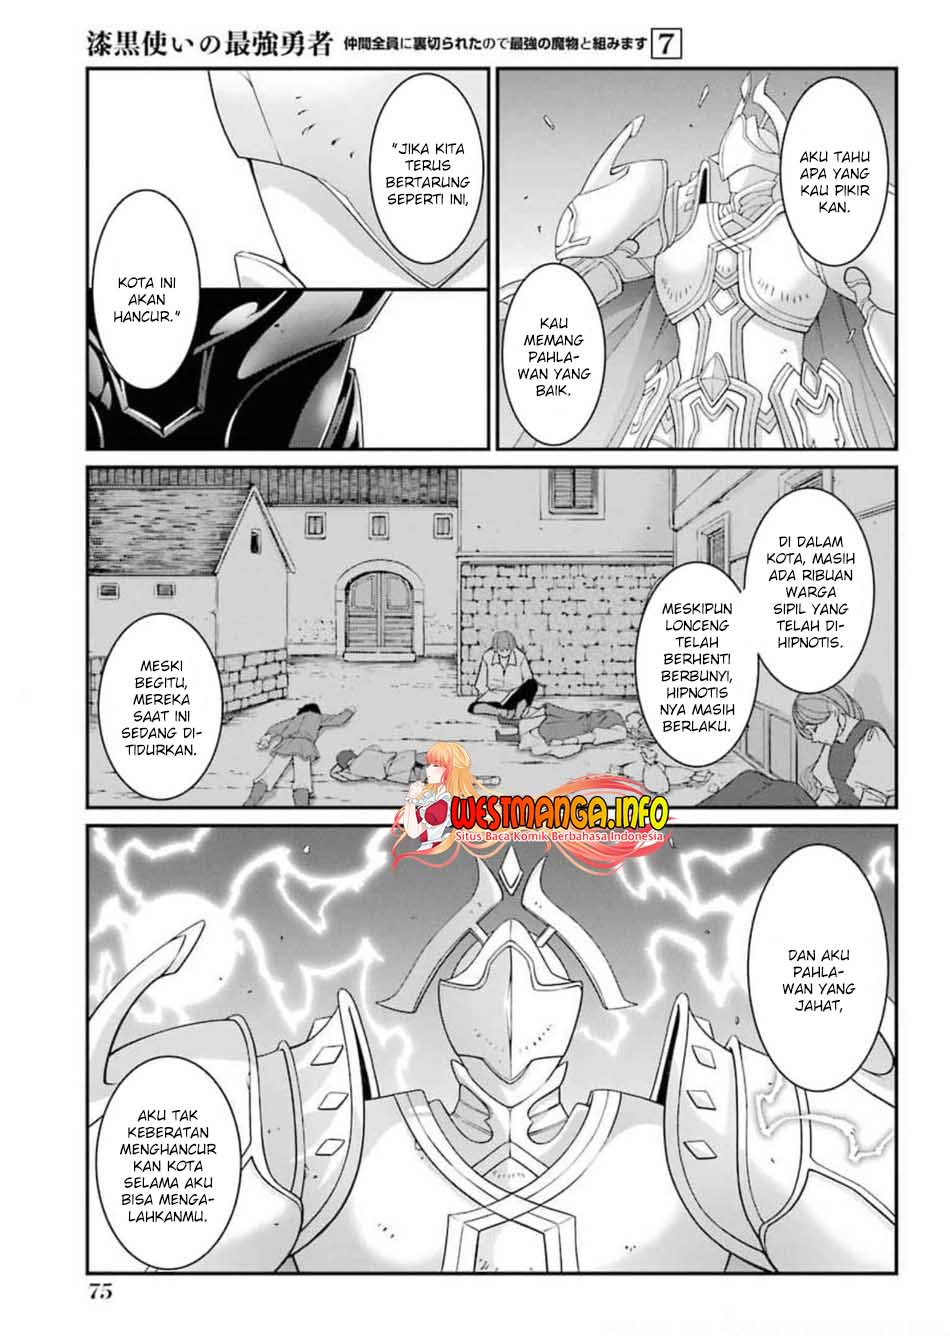 漆黒使いの最強勇者 仲間全員に裏切られたので最強の魔物と組みます 7
AKU TAHU
APA YANG
KAU PIKIR
KAN.
KAU
MEMANG
PAHLA-
WAN YANG
BAIK.
"JIKA KITA
TERUS
BERTARUNG
SEPERTI INI,
KOTA INI
AKAN
HANCUR."
DI DALAM
KOTA, MASIH
ADA RIBUAN
WARGA
SIPIL YANG
TELAH DI-
HIPNOTIS.
MESKIPUN
LONCENG
TELAH
BERHENTI
BERBUNYI,
HIPNOTIS
NYA MASIH
BERLAKU.
MESKI
BEGITU,
MEREKA
SAAT INI
SEDANG DI-
TIDURKAN.
WESTMANGA.INFO
Situs Baca Komik Berbahasa Indonesia
DAN AKU
PAHLA-
WAN YANG
JAHAT,
AKU TAK
KEBERATAN
MENGHANCUR
KAN KOTA
SELAMA AKU
BISA MENGA-
LAHKANMU.
75